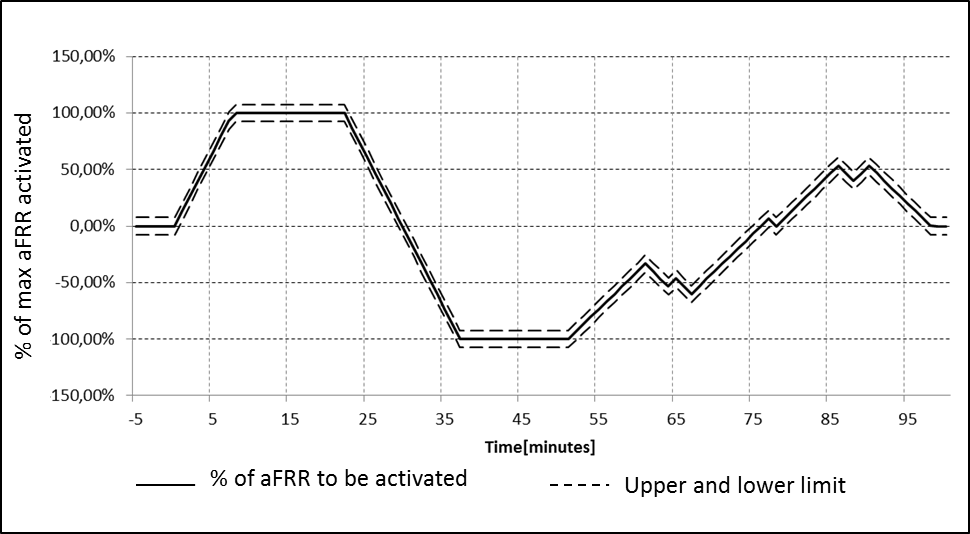 % of max aFRR activated
150,00%
100,00%
50,00%
0,00%
-50,00%
100,00%
150,00%
-5 5 15 25 35 45 55 65 75 85 95
Time[minutes]
% of aFRR to be activated
Upper and lower limit